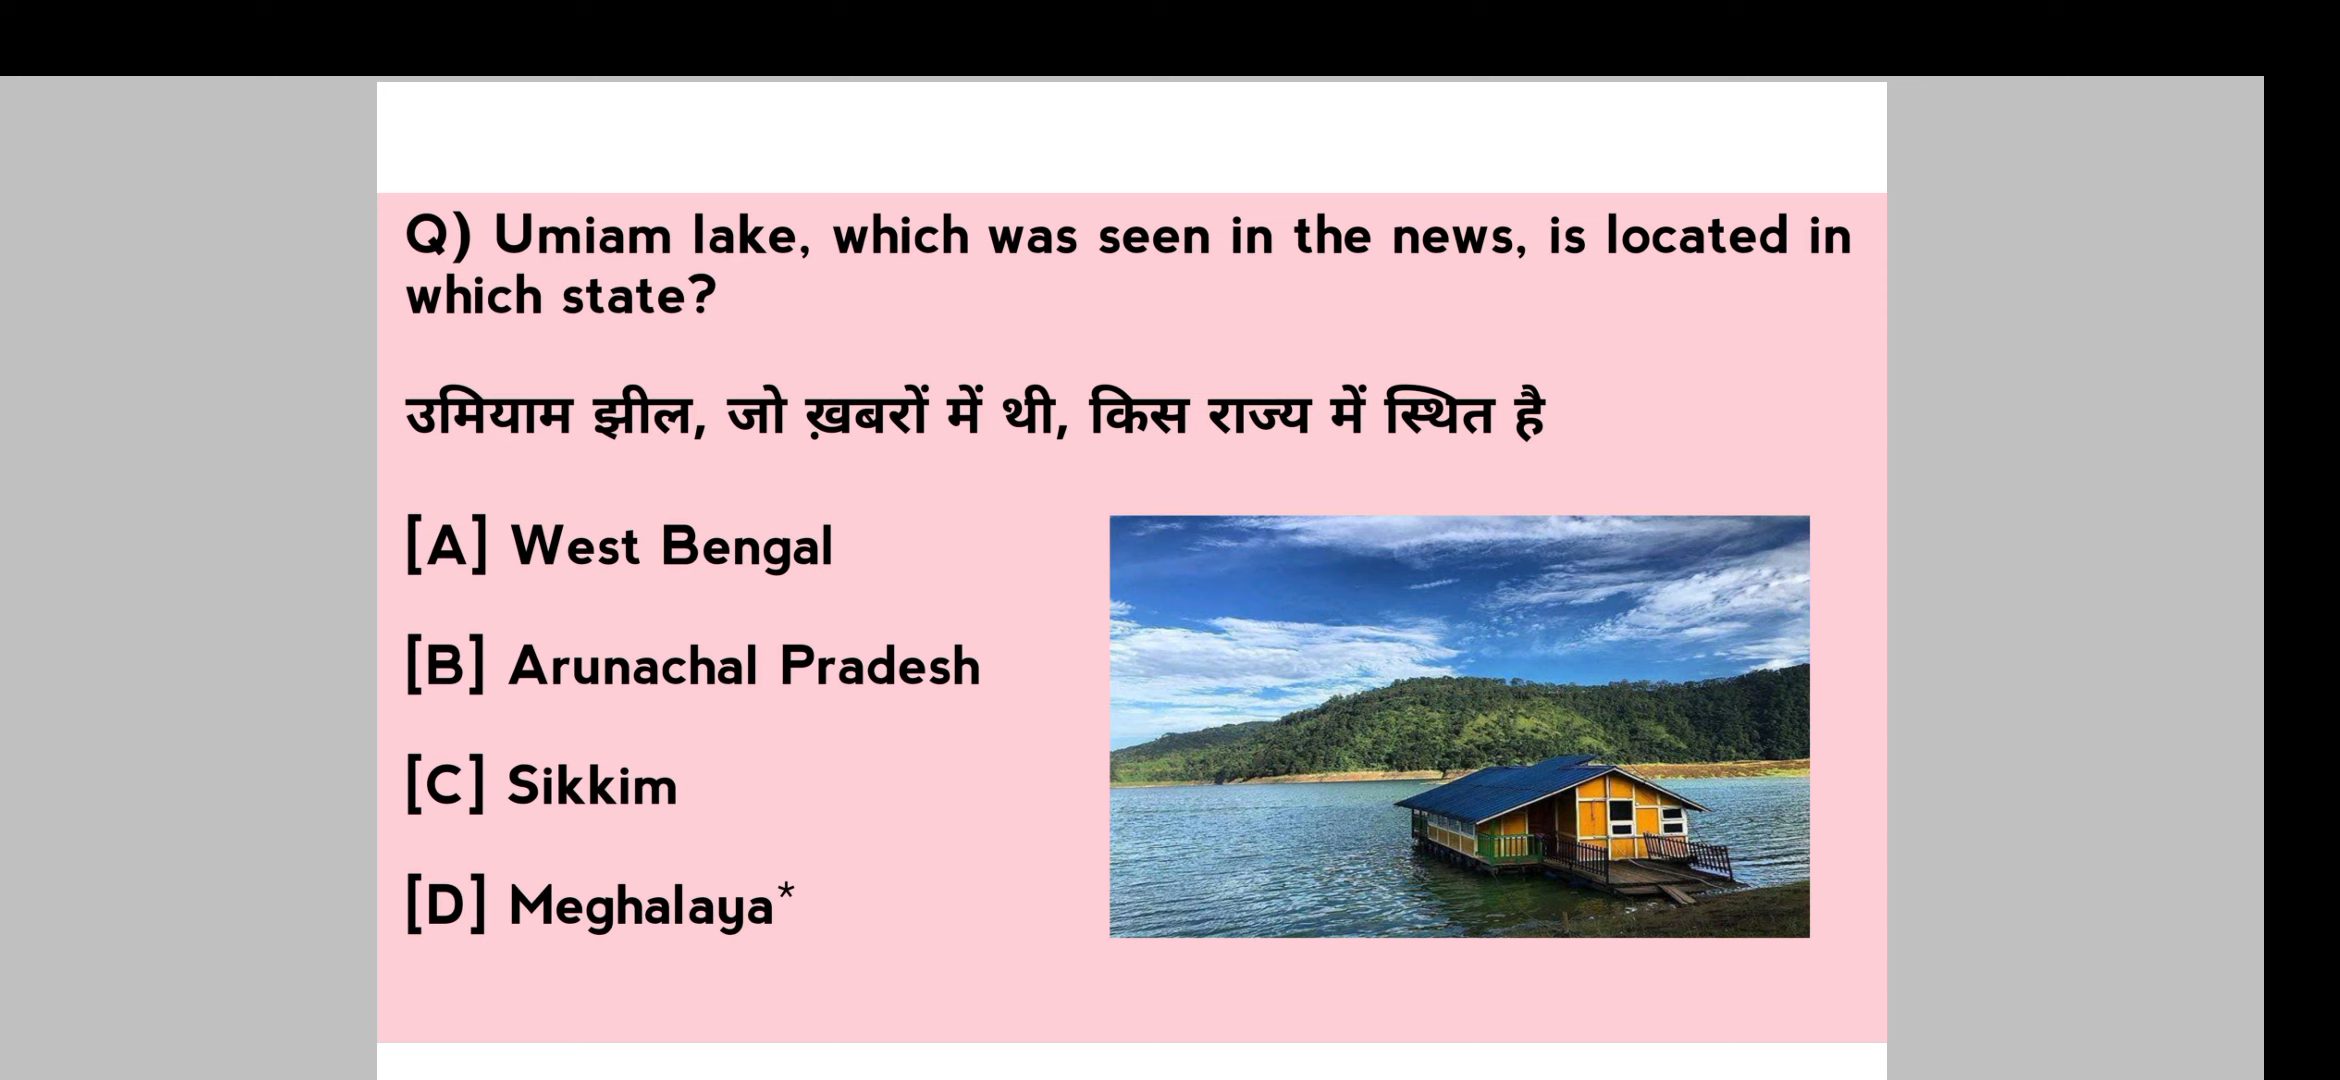 Q) Umiam lake, which was seen in the news, is located in
which state?
उमियाम झील, जो ख़बरों में थी, किस राज्य में स्थित है
[A] West Bengal
[B] Arunachal Pradesh
[C] Sikkim
[D] Meghalaya*